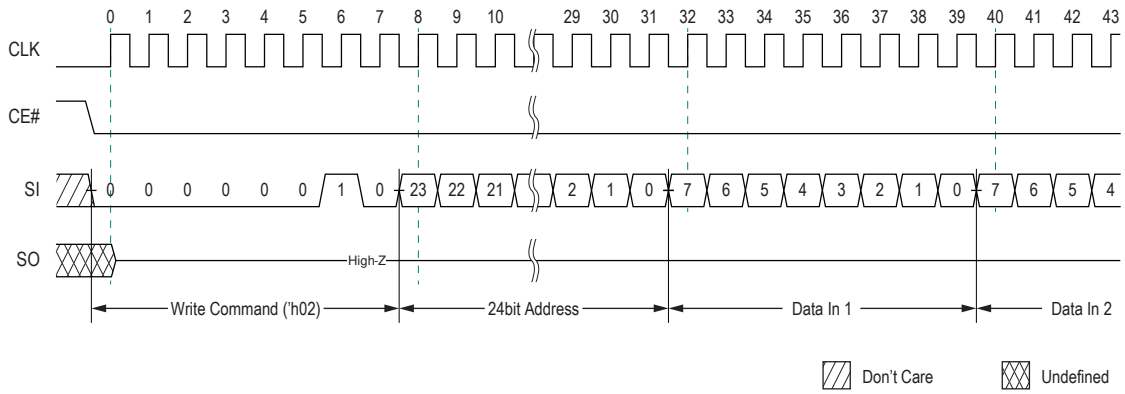 0 1 2 3 4 5 6 7 8 9 10 29 30 31 32 33 34 35 36 37 38 39 40 41 42 43
CLK
CE#
SI 0 0 0 0 0 0 1 0 23 22 21 2 1 0 7 6 5 4 3 2 1 0 7 6 5 4
SO High-Z
Write Command ('h02) 24bit Address Data In 1 Data In 2
Don't Care Undefined